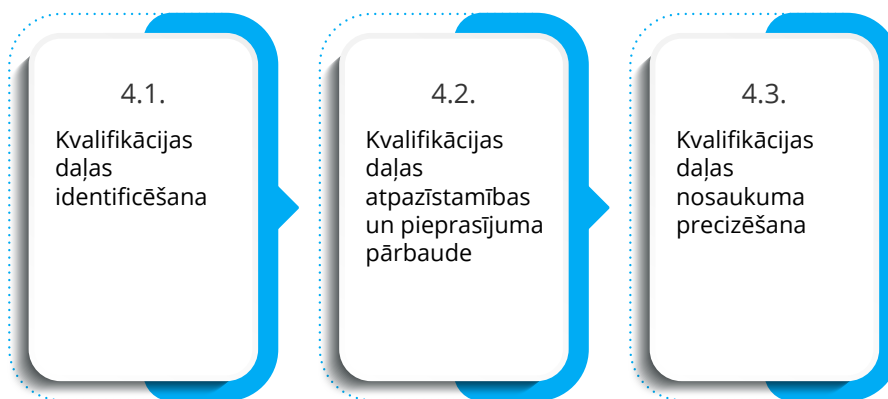 4.1.
Kvalifikācijas
daļas
identificēšana
4.2.
Kvalifikācijas
daļas
atpazīstamības
un pieprasījuma
pārbaude
4.3.
Kvalifikācijas
daļas
nosaukuma
precizēšana